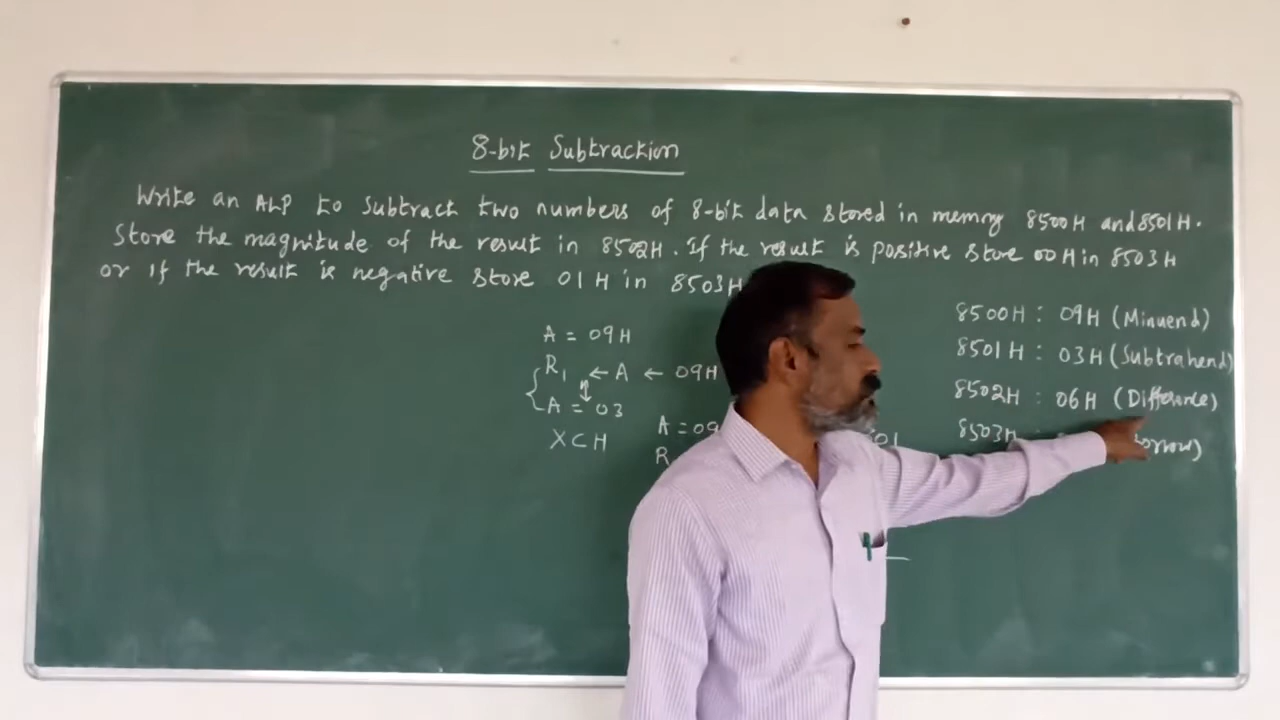 8-bit Subtraction
Write an ALP to Subtract two numbers of 8-bit data stored in memory 8500H and 8501H.
Store the magnitude of the result in 8502H. If the result is positive store 00H in 8503H
or if the result is negative store 01H in 8503H
A = 09H
R1 ← A ← 09H
A = 03
XCH
A = 09
R
01
8500H : 09H (Minuend)
8501H : 03H (Subtrahend)
8502H : 06H (Difference)
8503H :